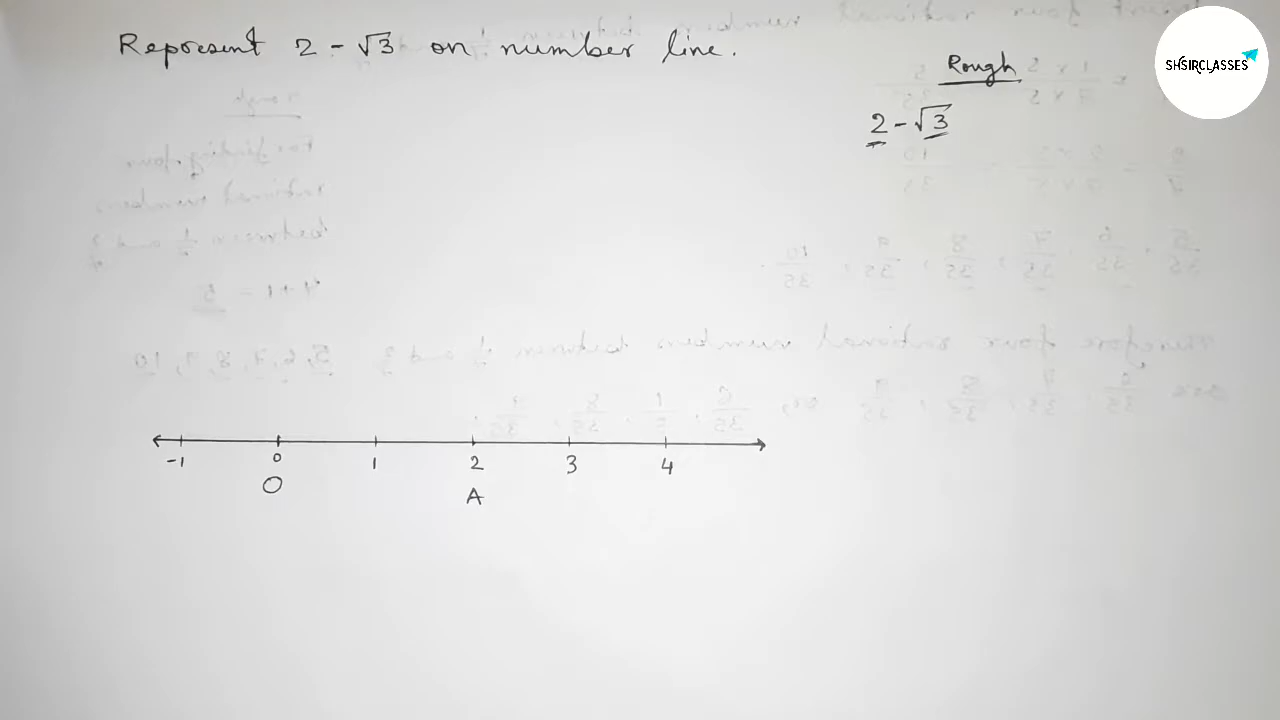 Represent 2 - √3 on number line.
Rough
SHSIRCLASSES
2 - √3
-1 0 1 2 3 4
O A